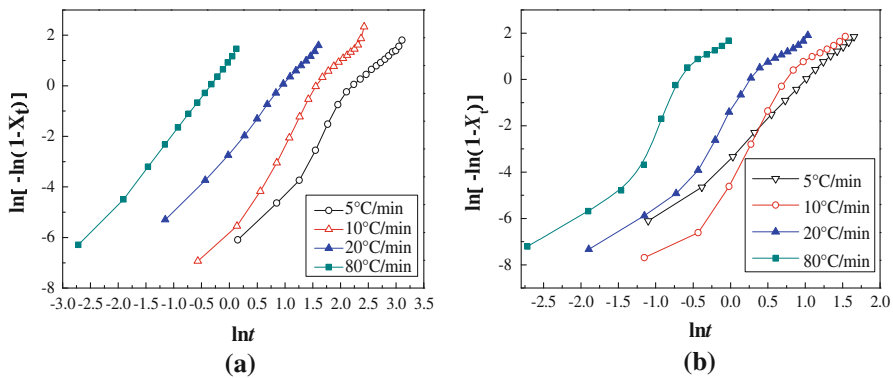 2
0
-2
-4
-6
-8
ln[ -ln(1-Xt)]
5°C/min
10°C/min
20°C/min
80°C/min
-3.0 -2.5 -2.0 -1.5 -1.0 -0.5 0.0 0.5 1.0 1.5 2.0 2.5 3.0 3.5
lnt
(a)
2
0
-2
-4
-6
-8
ln[ -ln(1-Xt)]
5°C/min
10°C/min
20°C/min
80°C/min
-2.5 -2.0 -1.5 -1.0 -0.5 0.0 0.5 1.0 1.5 2.0
lnt
(b)